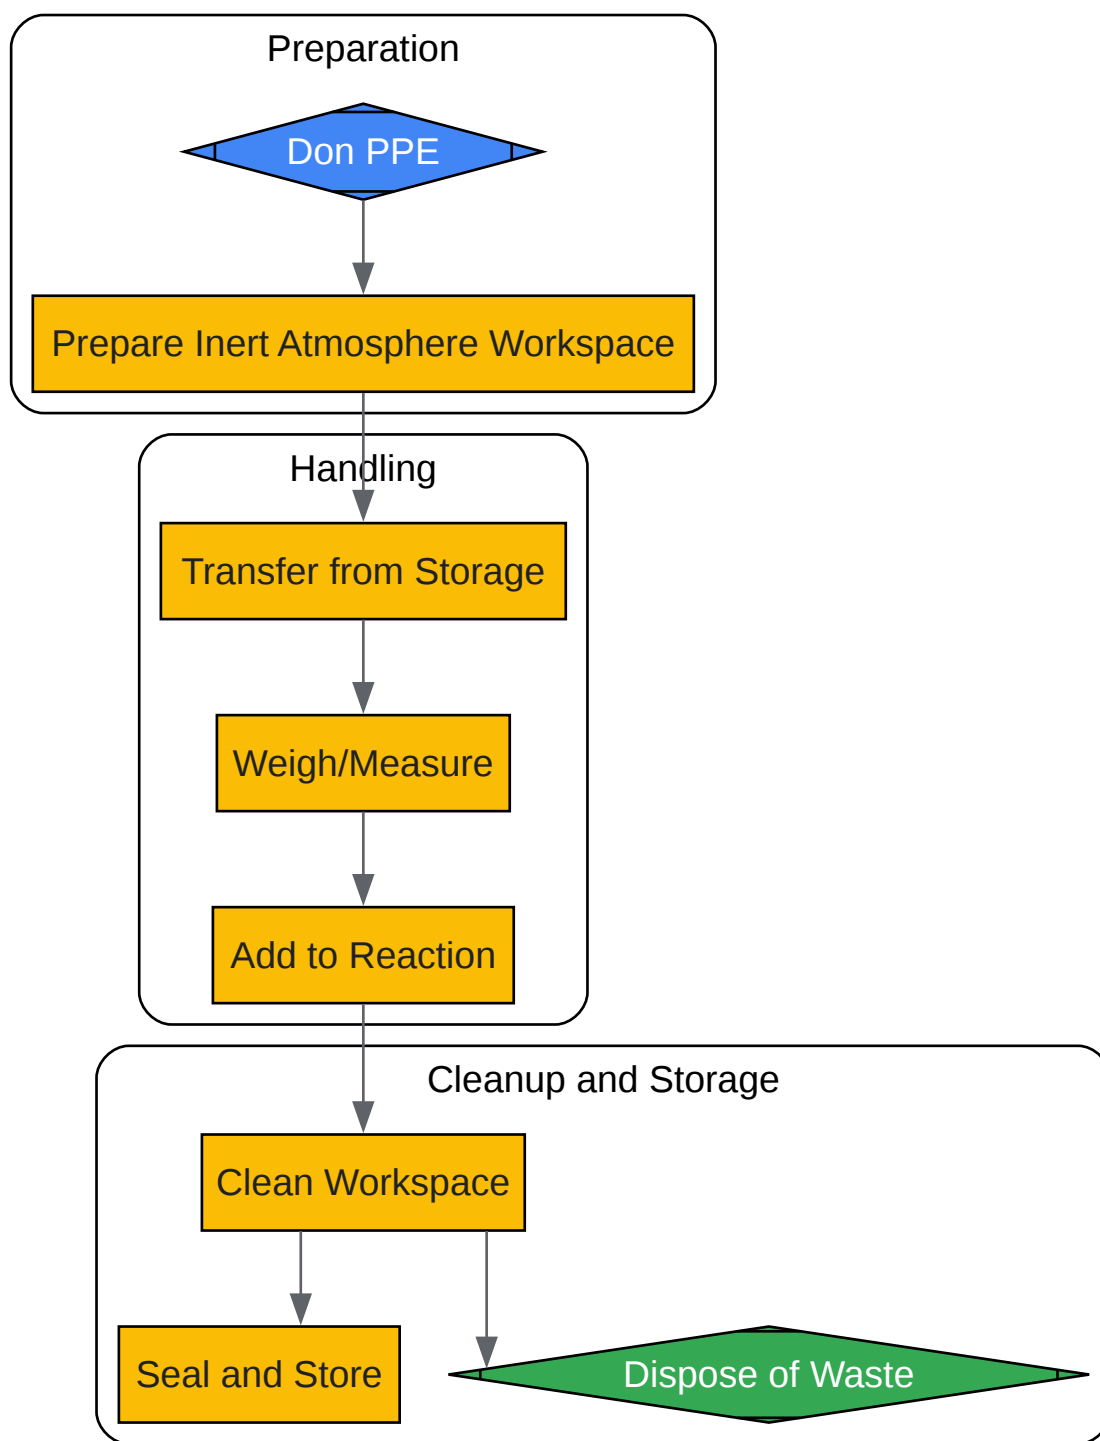 Preparation
Don PPE
Prepare Inert Atmosphere Workspace
Handling
Transfer from Storage
Weigh/Measure
Add to Reaction
Cleanup and Storage
Clean Workspace
Seal and Store
Dispose of Waste